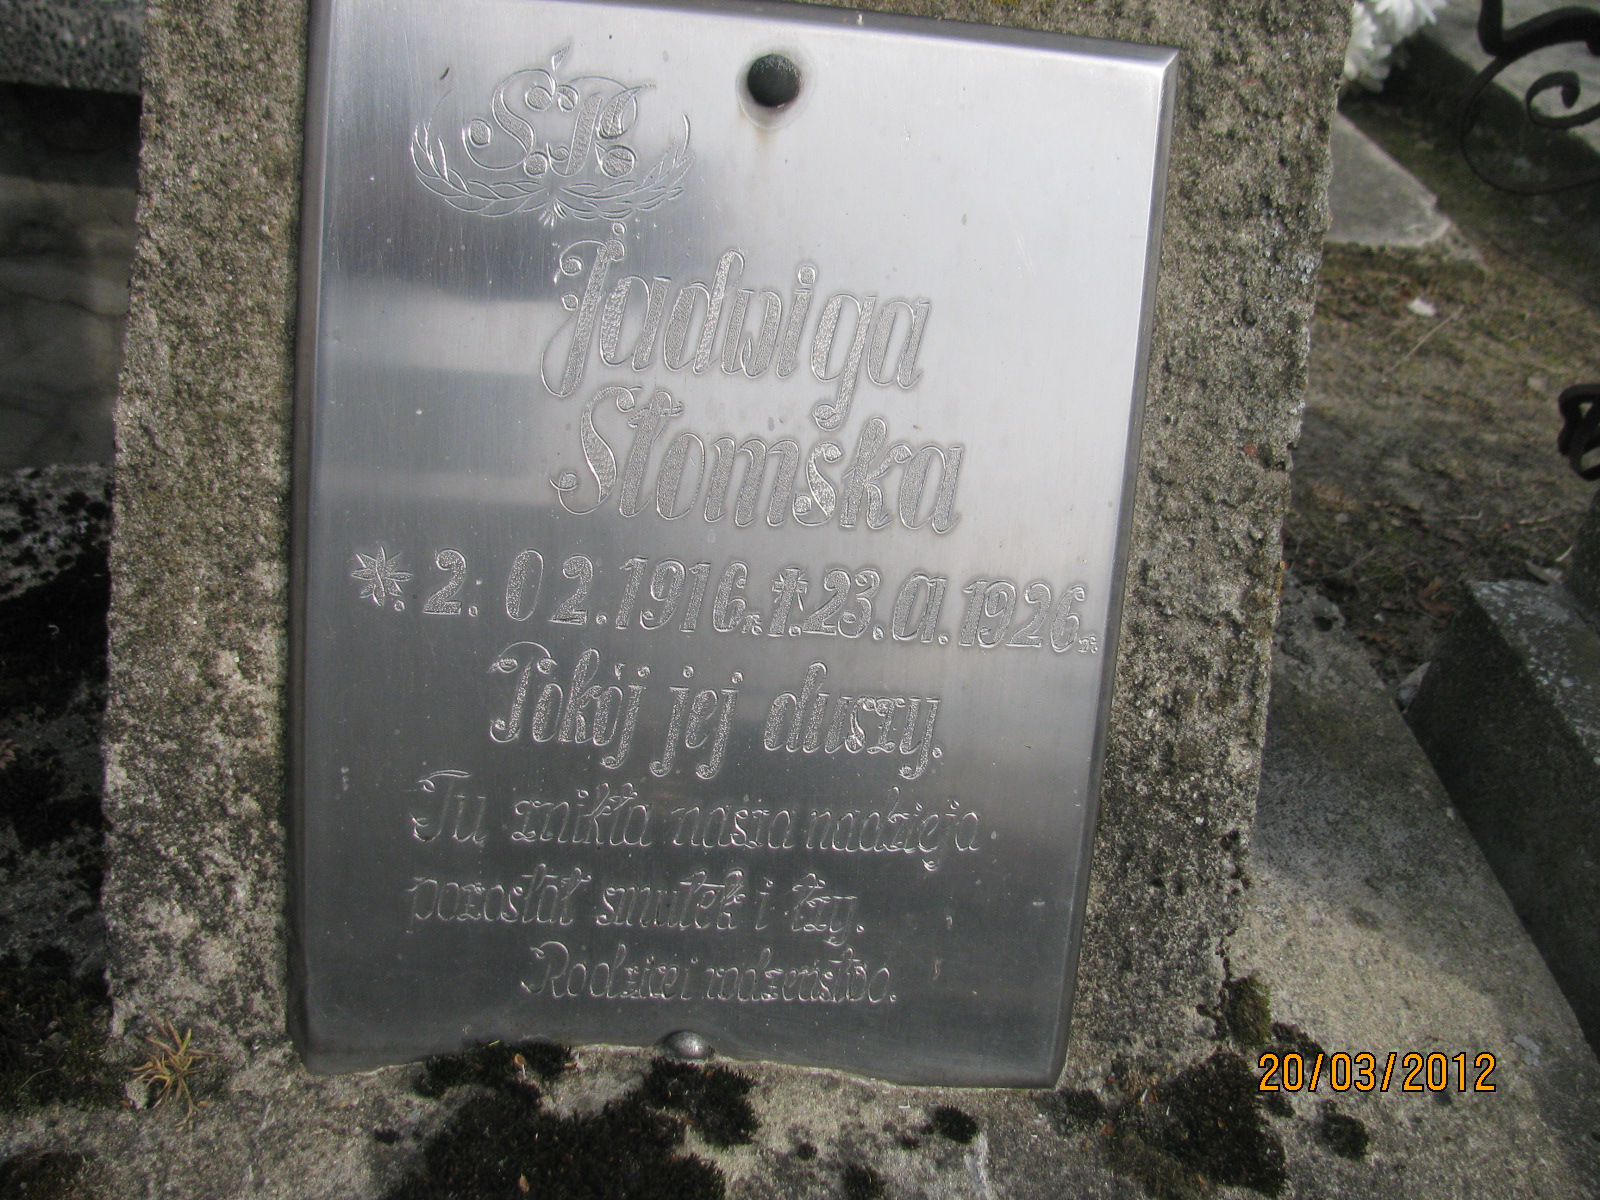 Ś.P.
Jadwiga
Słomska
*. 2. 02. 1916 r. †. 23. 01. 1926 r.
Pokój jej duszy.
Tu znikła nasza nadzieja
pozostał smutek i łzy.
Rodzice i rodzeństwo.
20/03/2012